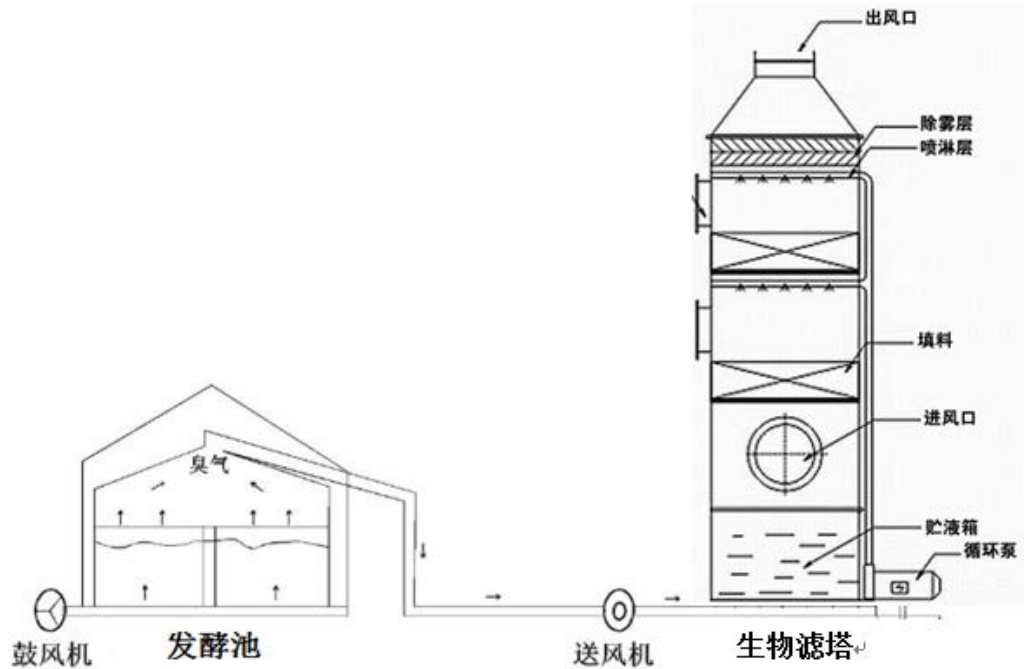 出风口
除雾层
喷淋层
填料
进风口
臭气
贮液箱
循环泵
鼓风机
发酵池
送风机
生物滤塔